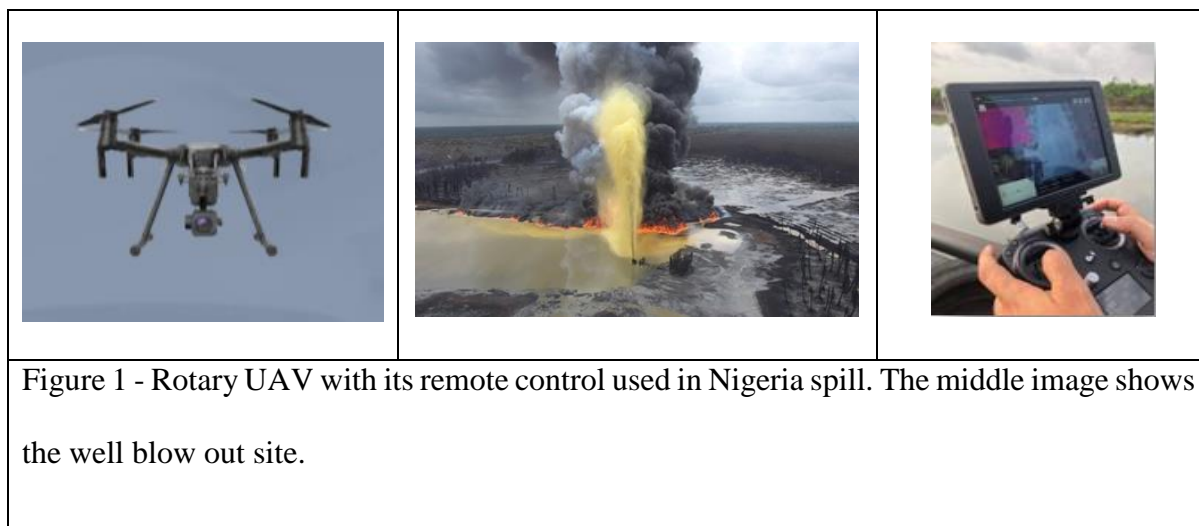 Figure 1 - Rotary UAV with its remote control used in Nigeria spill. The middle image shows
the well blow out site.